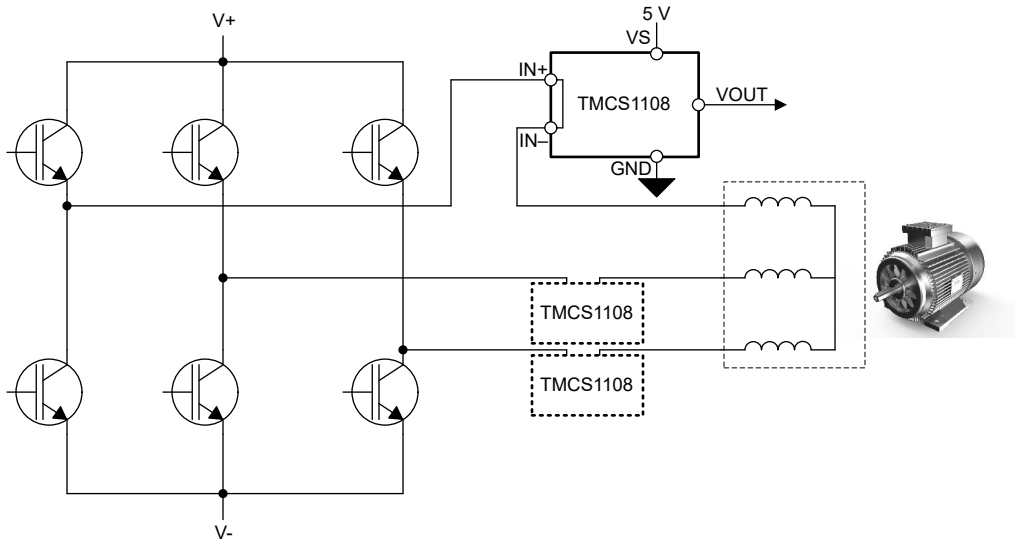 V+
5 V
VS
IN+
TMCS1108
VOUT
IN–
GND
TMCS1108
TMCS1108
V-